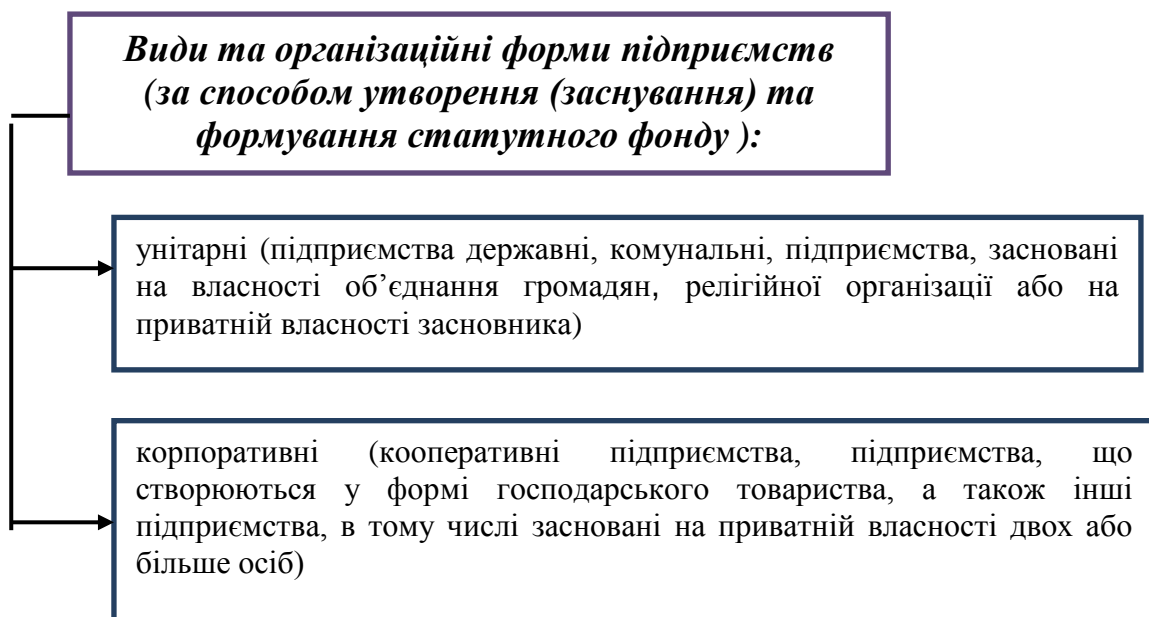 Види та організаційні форми підприємств
(за способом утворення (заснування) та
формування статутного фонду ):
унітарні (підприємства державні, комунальні, підприємства, засновані
на власності об’єднання громадян, релігійної організації або на
приватній власності засновника)
корпоративні (кооперативні підприємства, підприємства, що
створюються у формі господарського товариства, а також інші
підприємства, в тому числі засновані на приватній власності двох або
більше осіб)